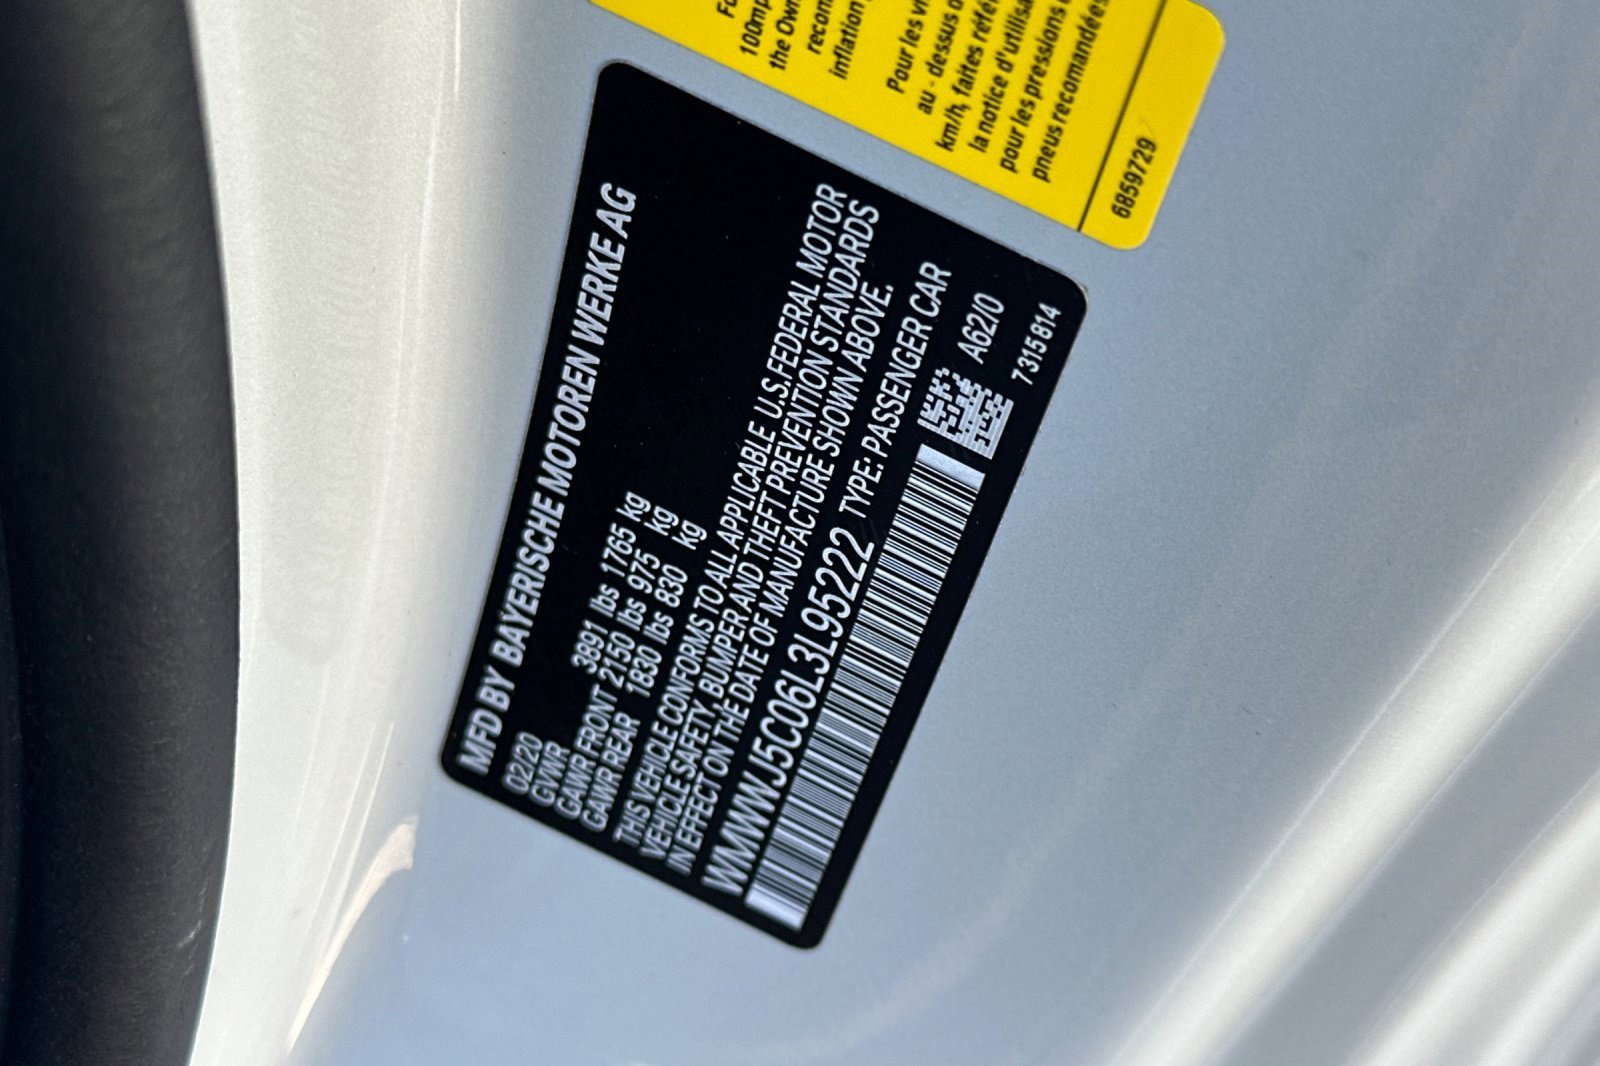 100mp
the Own
recom
inflation
Pour les vi
au - dessus
km/h, faites réfé
la notice d'utilisa
pour les pressions
pneus recomandées
6859729
MFD BY BAYERISCHE MOTOREN WERKE AG
02/20
GVWR 3891 lbs 1765 kg
GAWR FRONT 2150 lbs 975 kg
GAWR REAR 1830 lbs 830 kg
THIS VEHICLE CONFORMS TO ALL APPLICABLE U.S.FEDERAL MOTOR
VEHICLE SAFETY, BUMPER AND THEFT PREVENTION STANDARDS
IN EFFECT ON THE DATE OF MANUFACTURE SHOWN ABOVE.
WMWWJ5C06L3L95222 TYPE: PASSENGER CAR
A62/0
7315814